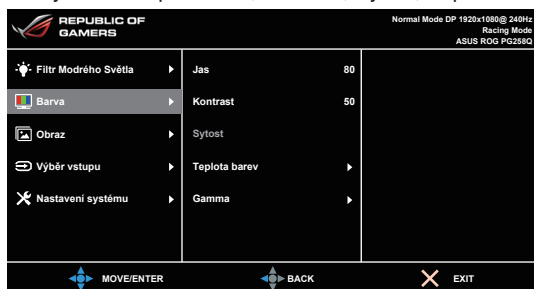 REPUBLIC OF
GAMERS
Normal Mode DP 1920x1080@ 240Hz
Racing Mode
ASUS ROG PG258Q
Filtr Modrého Světla
Barva
Obraz
Výběr vstupu
Nastavení systému
Jas 80
Kontrast 50
Sytost
Teplota barev
Gamma
MOVE/ENTER
BACK
EXIT